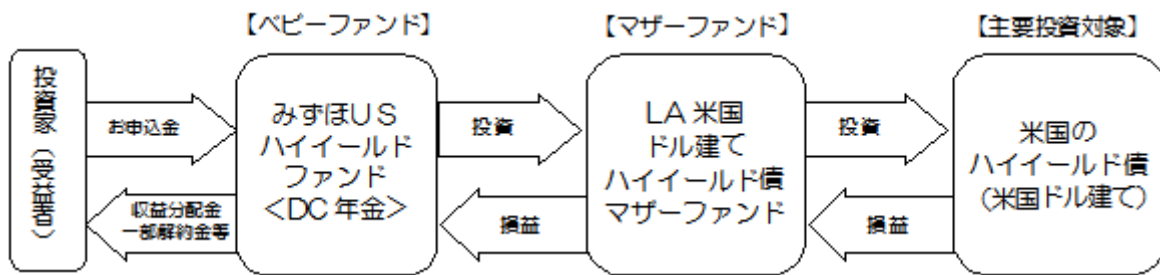 【ベビーファンド】
【マザーファンド】
【主要投資対象】
投資家（受益者）
お申込金
収益分配金
一部解約金等
みずほUS
ハイイールド
ファンド
＜DC年金＞
投資
損益
LA米国
ドル建て
ハイイールド債
マザーファンド
投資
損益
米国の
ハイイールド債
（米国ドル建て）